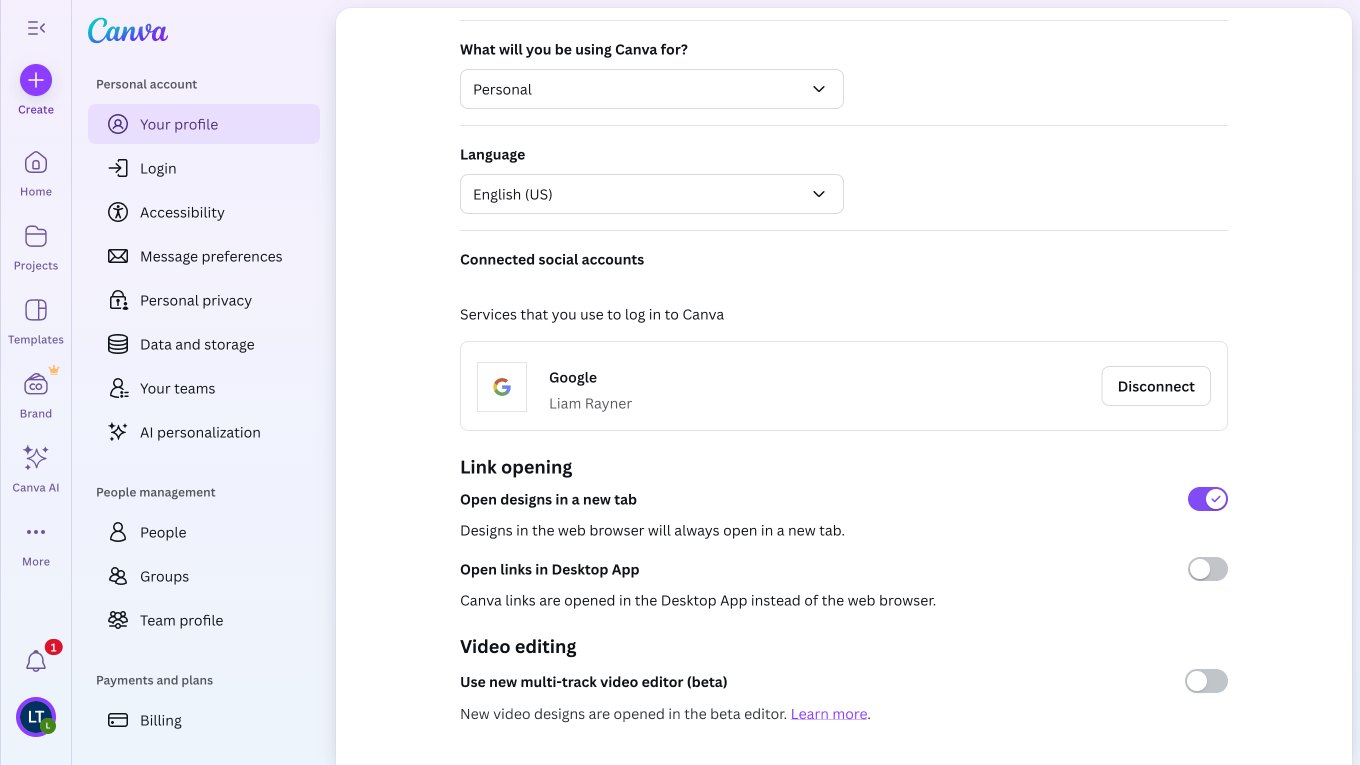 Create
Home
Projects
Templates
CO
Brand
Canva AI
More
1
LT
L
Canva
Personal account
Your profile
Login
Accessibility
Message preferences
Personal privacy
Data and storage
Your teams
AI personalization
People management
People
Groups
Team profile
Payments and plans
Billing
What will you be using Canva for?
Personal
Language
English (US)
Connected social accounts
Services that you use to log in to Canva
G
Google
Liam Rayner
Disconnect
Link opening
Open designs in a new tab
Designs in the web browser will always open in a new tab.
Open links in Desktop App
Canva links are opened in the Desktop App instead of the web browser.
Video editing
Use new multi-track video editor (beta)
New video designs are opened in the beta editor. Learn more.